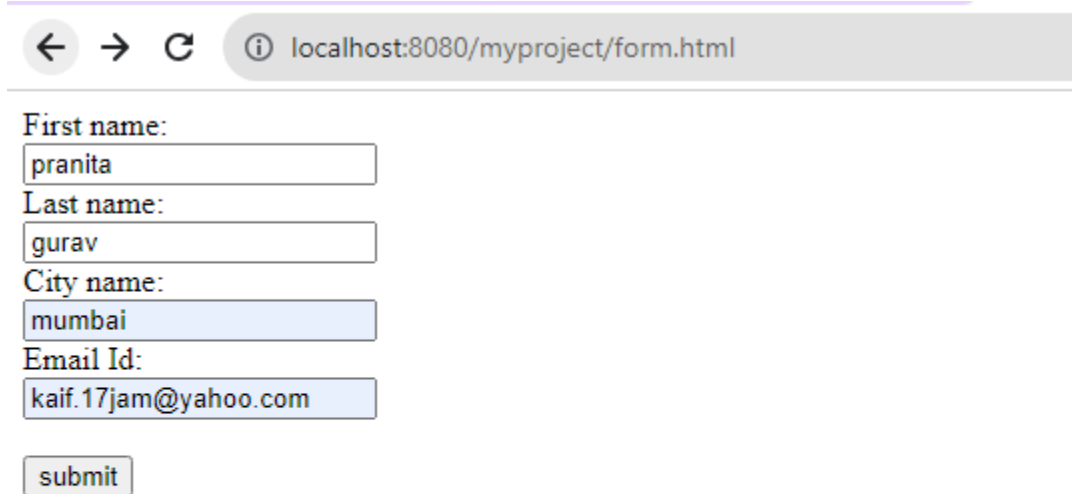 localhost:8080/myproject/form.html
First name:
pranita
Last name:
gurav
City name:
mumbai
Email Id:
kaif.17jam@yahoo.com
submit